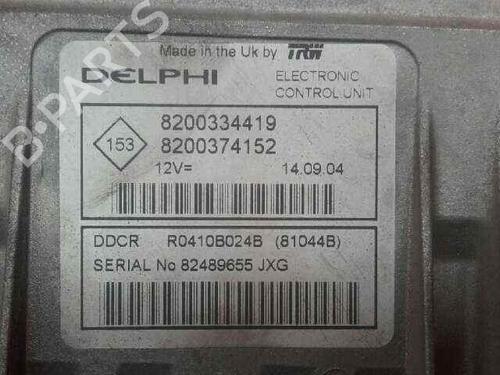 Made in the Uk by TRW
DELPHI
ELECTRONIC
CONTROL UNIT
153
8200334419
8200374152
12V=
14.09.04
DDCR R0410B024B (81044B)
SERIAL No 82489655 JXG
B-PARTS